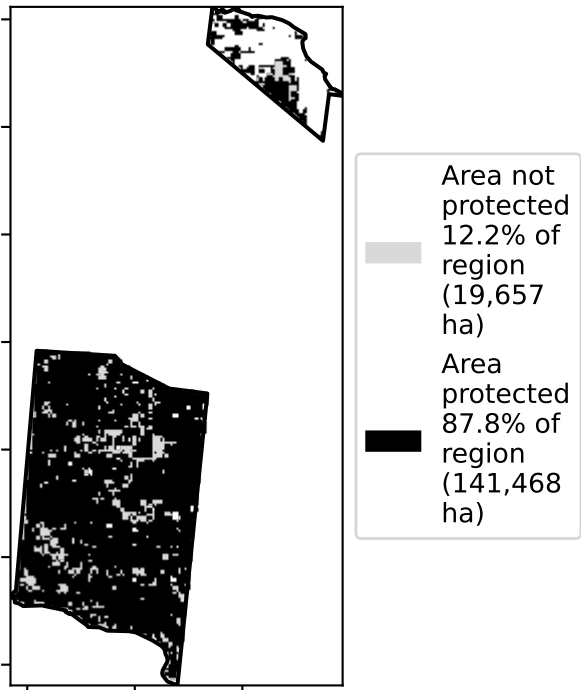 Area not
protected
12.2% of
region
(19,657
ha)
Area
protected
87.8% of
region
(141,468
ha)